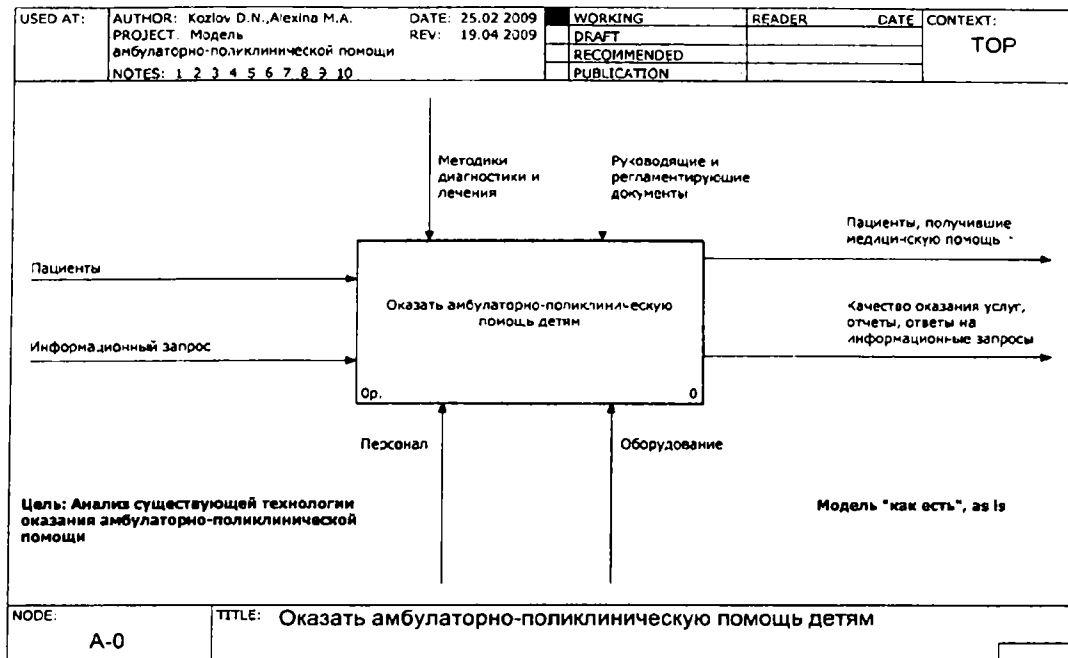 USED AT:
AUTHOR: Kozlov D.N.,Alexina M.A.
DATE: 25.02 2009
PROJECT. Модель
REV: 19.04 2009
амбулаторно-поликлинической помощи
NOTES: 1 2 3 4 5 6 7 8 9 10
WORKING
DRAFT
RECOMMENDED
PUBLICATION
READER DATE
CONTEXT:
TOP
Методики
диагностики и
лечения
Руководящие и
регламентирующие
документы
Пациенты, получившие
медицинскую помощь
Пациенты
Оказать амбулаторно-поликлиническую
помощь детям
Качество оказания услуг,
отчеты, ответы на
информационные запросы
Информационный запрос
0р. 0
Персонал
Оборудование
Цель: Анализ существующей технологии
оказания амбулаторно-поликлинической
помощи
Модель "как есть", as is
NODE:
A-0
TITLE: Оказать амбулаторно-поликлиническую помощь детям